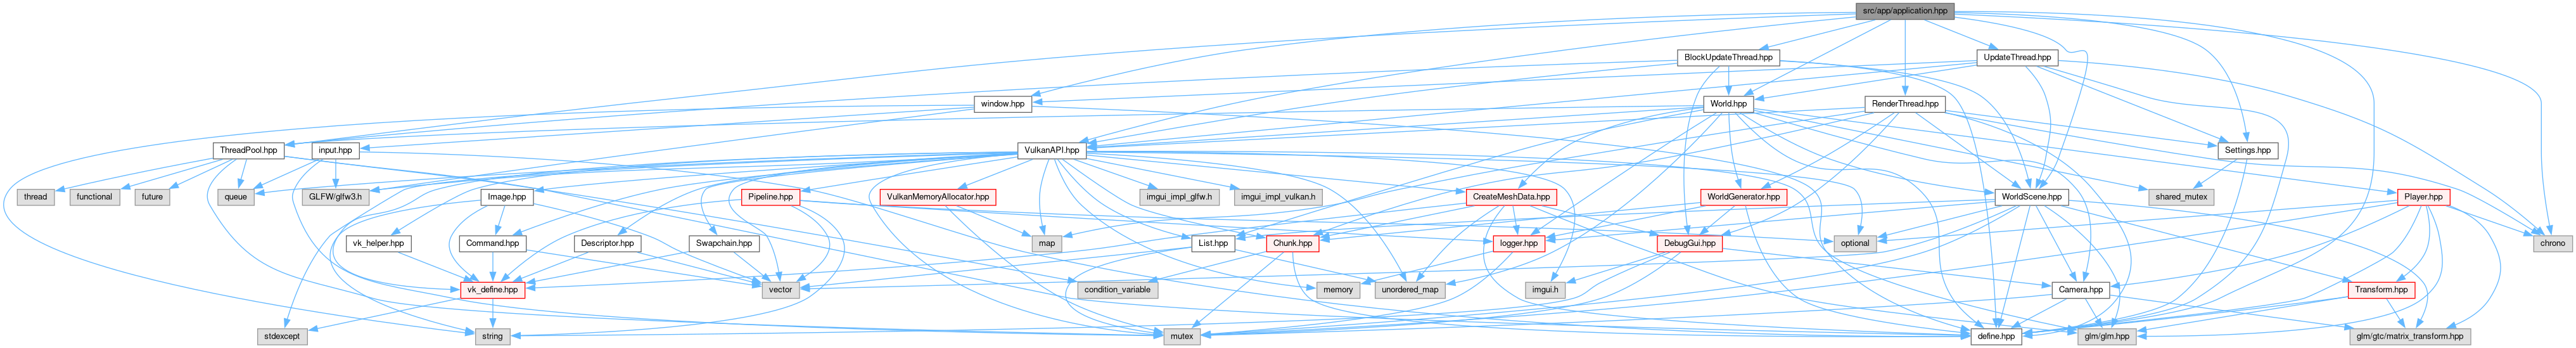 src/app/application.hpp
BlockUpdateThread.hpp
UpdateThread.hpp
window.hpp
World.hpp
RenderThread.hpp
ThreadPool.hpp
input.hpp
VulkanAPI.hpp
Settings.hpp
thread
functional
future
queue
GLFW/glfw3.h
Image.hpp
Pipeline.hpp
VulkanMemoryAllocator.hpp
imgui_impl_glfw.h
imgui_impl_vulkan.h
CreateMeshData.hpp
WorldGenerator.hpp
WorldScene.hpp
shared_mutex
Player.hpp
vk_helper.hpp
Command.hpp
Descriptor.hpp
Swapchain.hpp
map
List.hpp
Chunk.hpp
logger.hpp
DebugGui.hpp
optional
chrono
vk_define.hpp
vector
condition_variable
memory
unordered_map
imgui.h
Camera.hpp
Transform.hpp
stdexcept
string
mutex
define.hpp
glm/glm.hpp
glm/gtc/matrix_transform.hpp